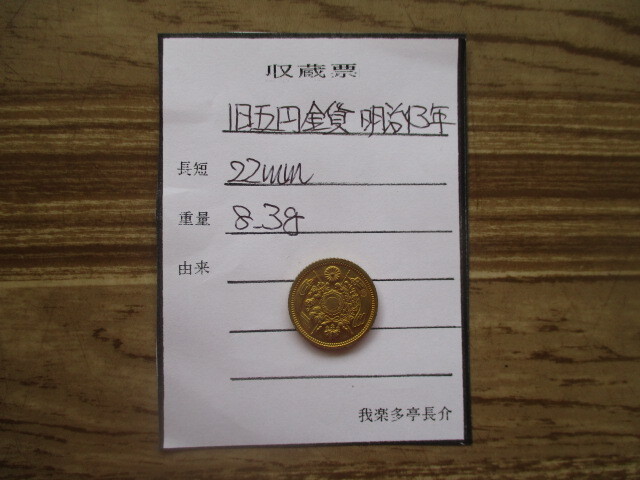 収蔵票
旧五円金貨 明治13年
長短 22mm
重量 8.3g
由来
我楽多亭長介